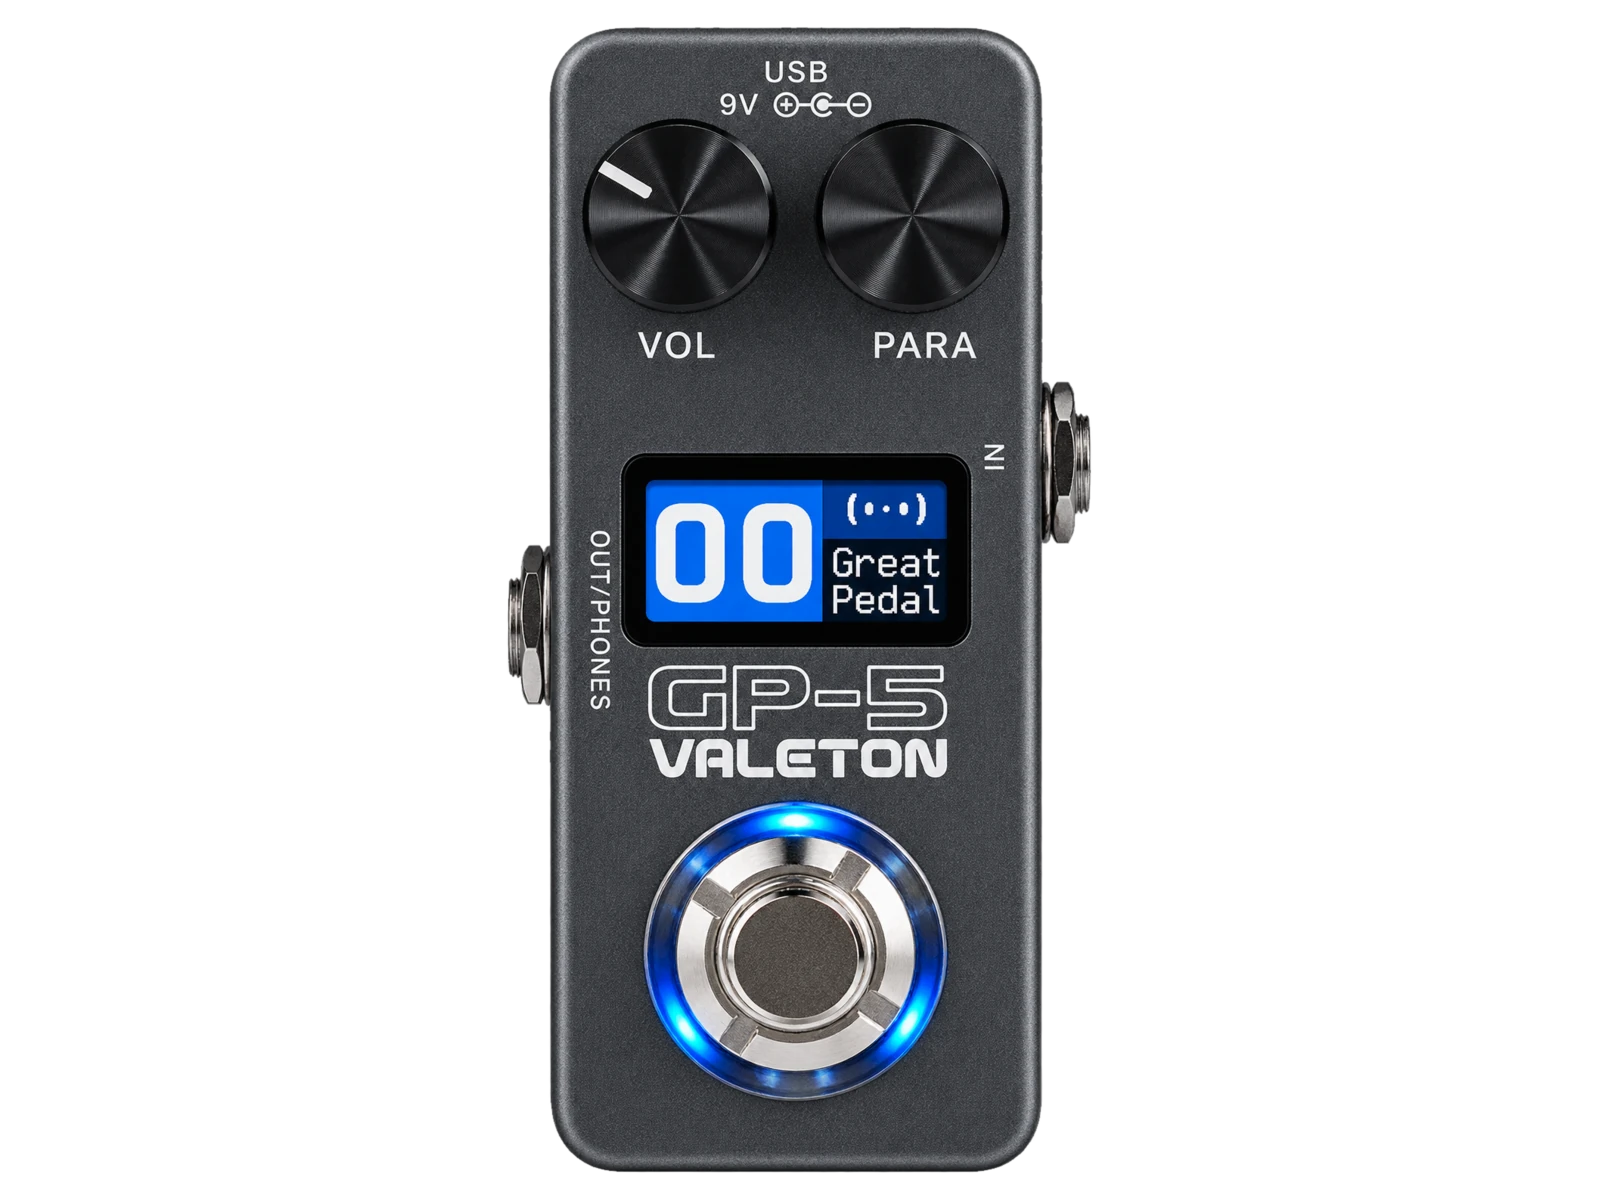 USB
9V
VOL
PARA
IN
00
Great
Pedal
OUT/PHONES
GP-5
VALETON